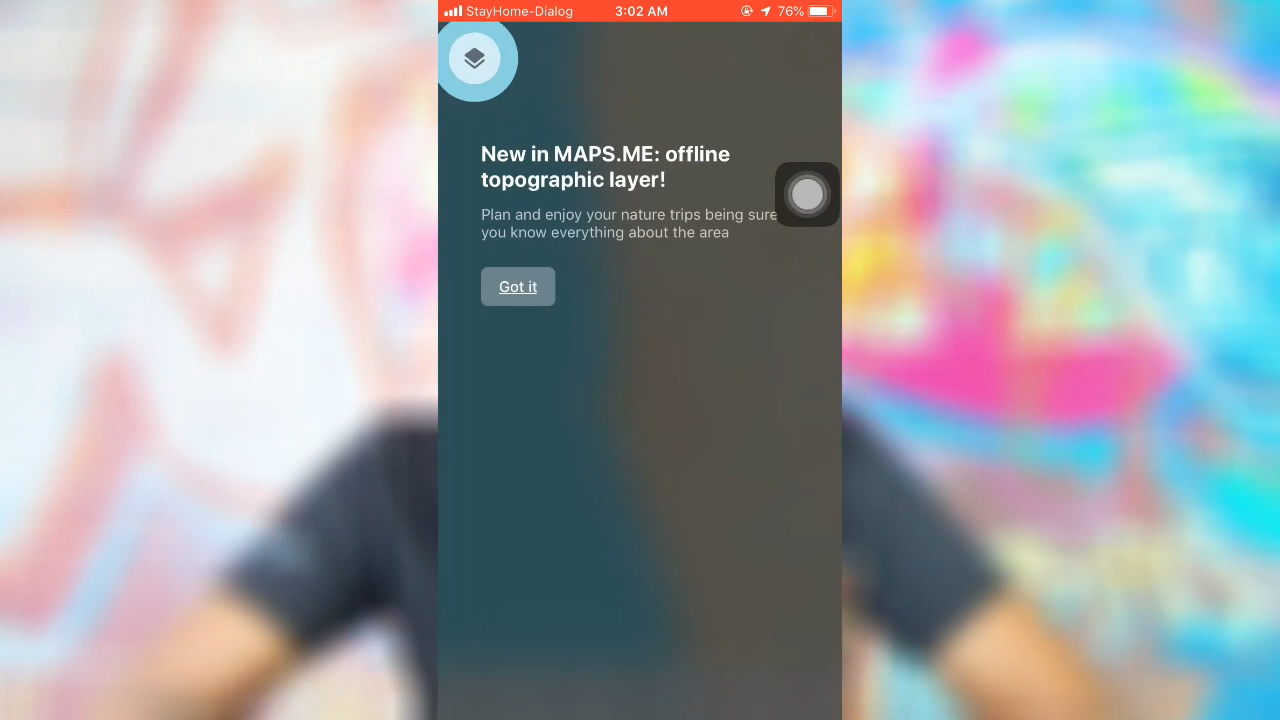 StayHome-Dialog 3:02 AM 76%
New in MAPS.ME: offline
topographic layer!
Plan and enjoy your nature trips being sure
you know everything about the area
Got it